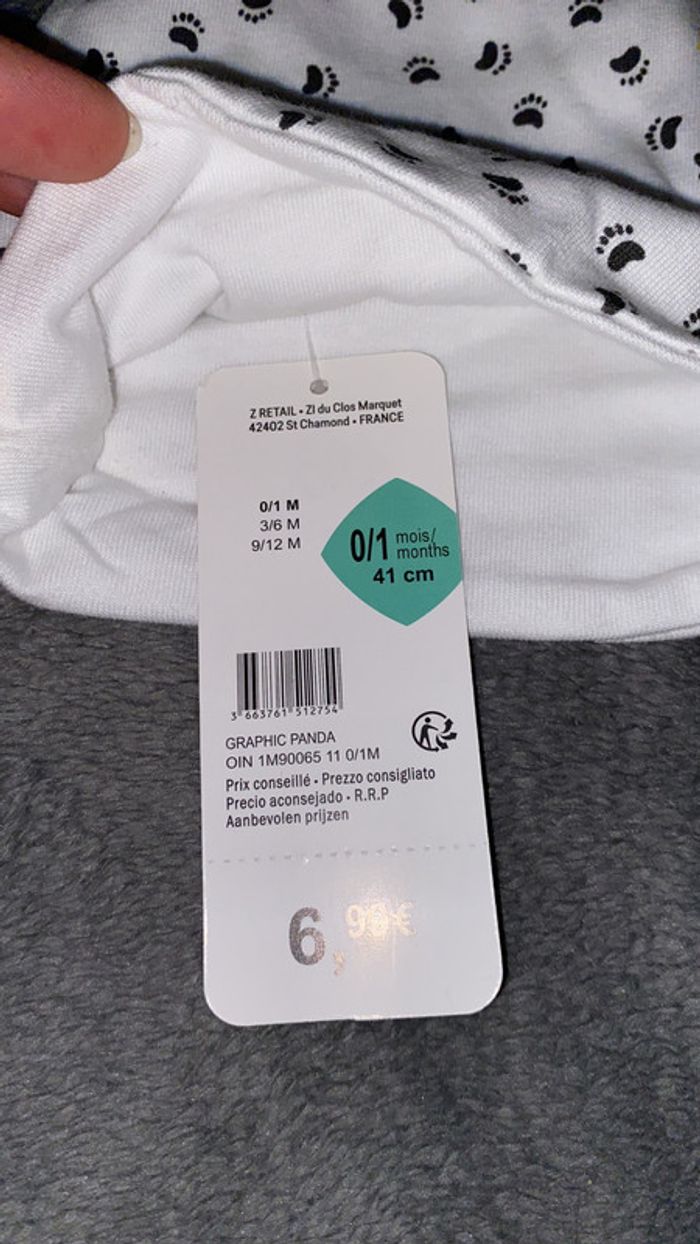 Z RETAIL • ZI du Clos Marquet
42402 St Chamond • FRANCE
0/1 M
3/6 M
9/12 M
0/1 mois/
months
41 cm
3 663761 512754
GRAPHIC PANDA
OIN 1M90065 11 0/1M
Prix conseillé • Prezzo consigliato
Precio aconsejado • R.R.P
Aanbevolen prijzen
6,99€